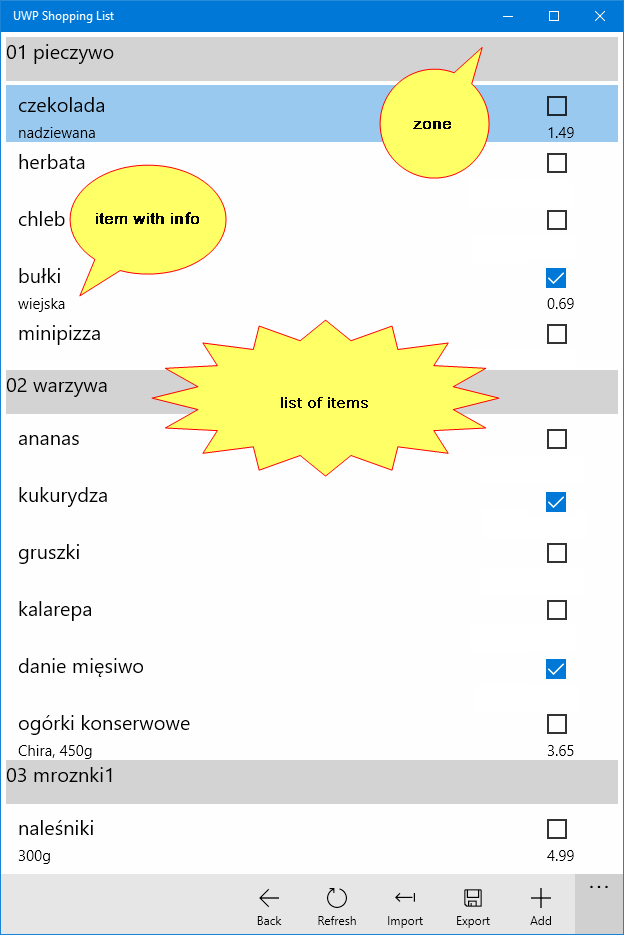 UWP Shopping List
01 pieczywo
czekolada
nadziewana 1.49
zone
herbata
chleb
item with info
bułki
wiejska 0.69
minipizza
02 warzywa
list of items
ananas
kukurydza
gruszki
kalarepa
danie mięsiwo
ogórki konserwowe
Chira, 450g 3.65
03 mroznki1
naleśniki
300g 4.99
Back Refresh Import Export Add ...